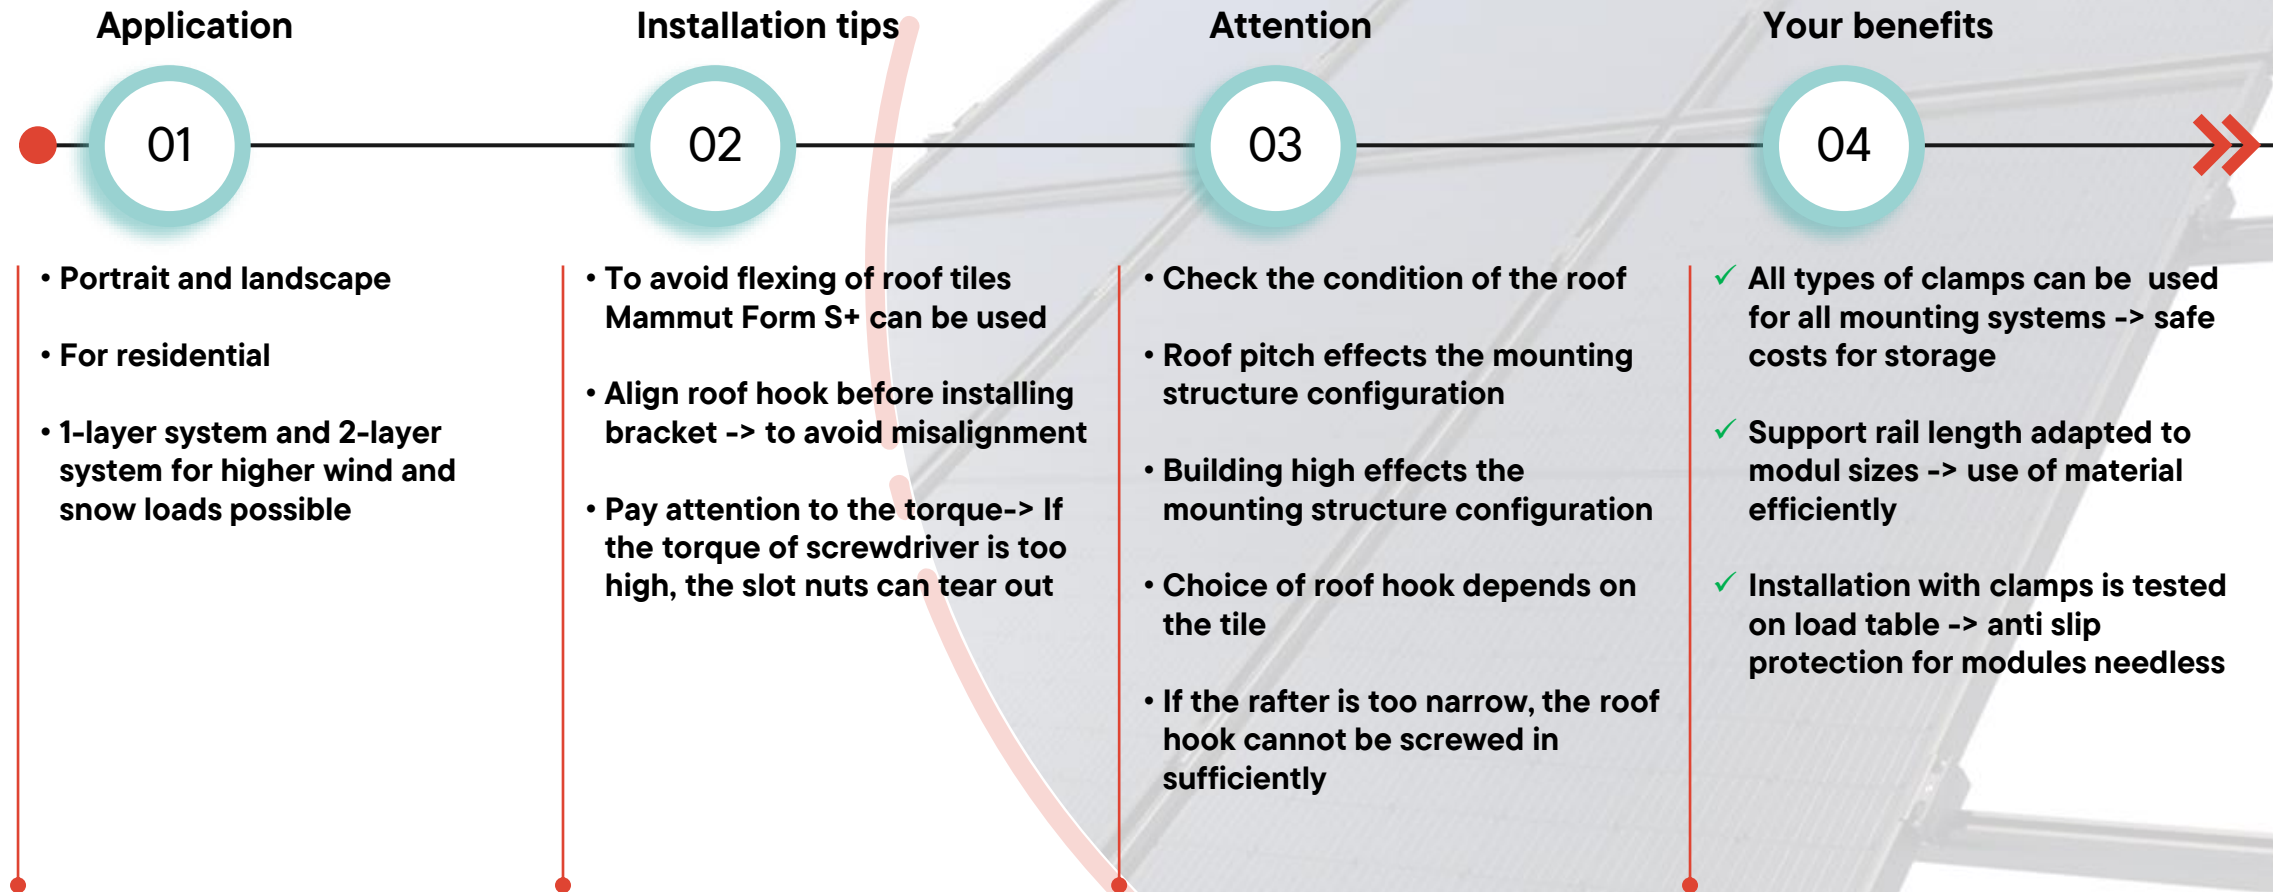 Application
01
• Portrait and landscape
• For residential
• 1-layer system and 2-layer
system for higher wind and
snow loads possible
Installation tips
02
• To avoid flexing of roof tiles
Mammut Form S+ can be used
• Align roof hook before installing
bracket -> to avoid misalignment
• Pay attention to the torque-> If
the torque of screwdriver is too
high, the slot nuts can tear out
Attention
03
• Check the condition of the roof
• Roof pitch effects the mounting
structure configuration
• Building high effects the
mounting structure configuration
• Choice of roof hook depends on
the tile
• If the rafter is too narrow, the roof
hook cannot be screwed in
sufficiently
Your benefits
04
✓ All types of clamps can be  used
for all mounting systems -> safe
costs for storage
✓ Support rail length adapted to
modul sizes -> use of material
efficiently
✓ Installation with clamps is tested
on load table -> anti slip
protection for modules needless